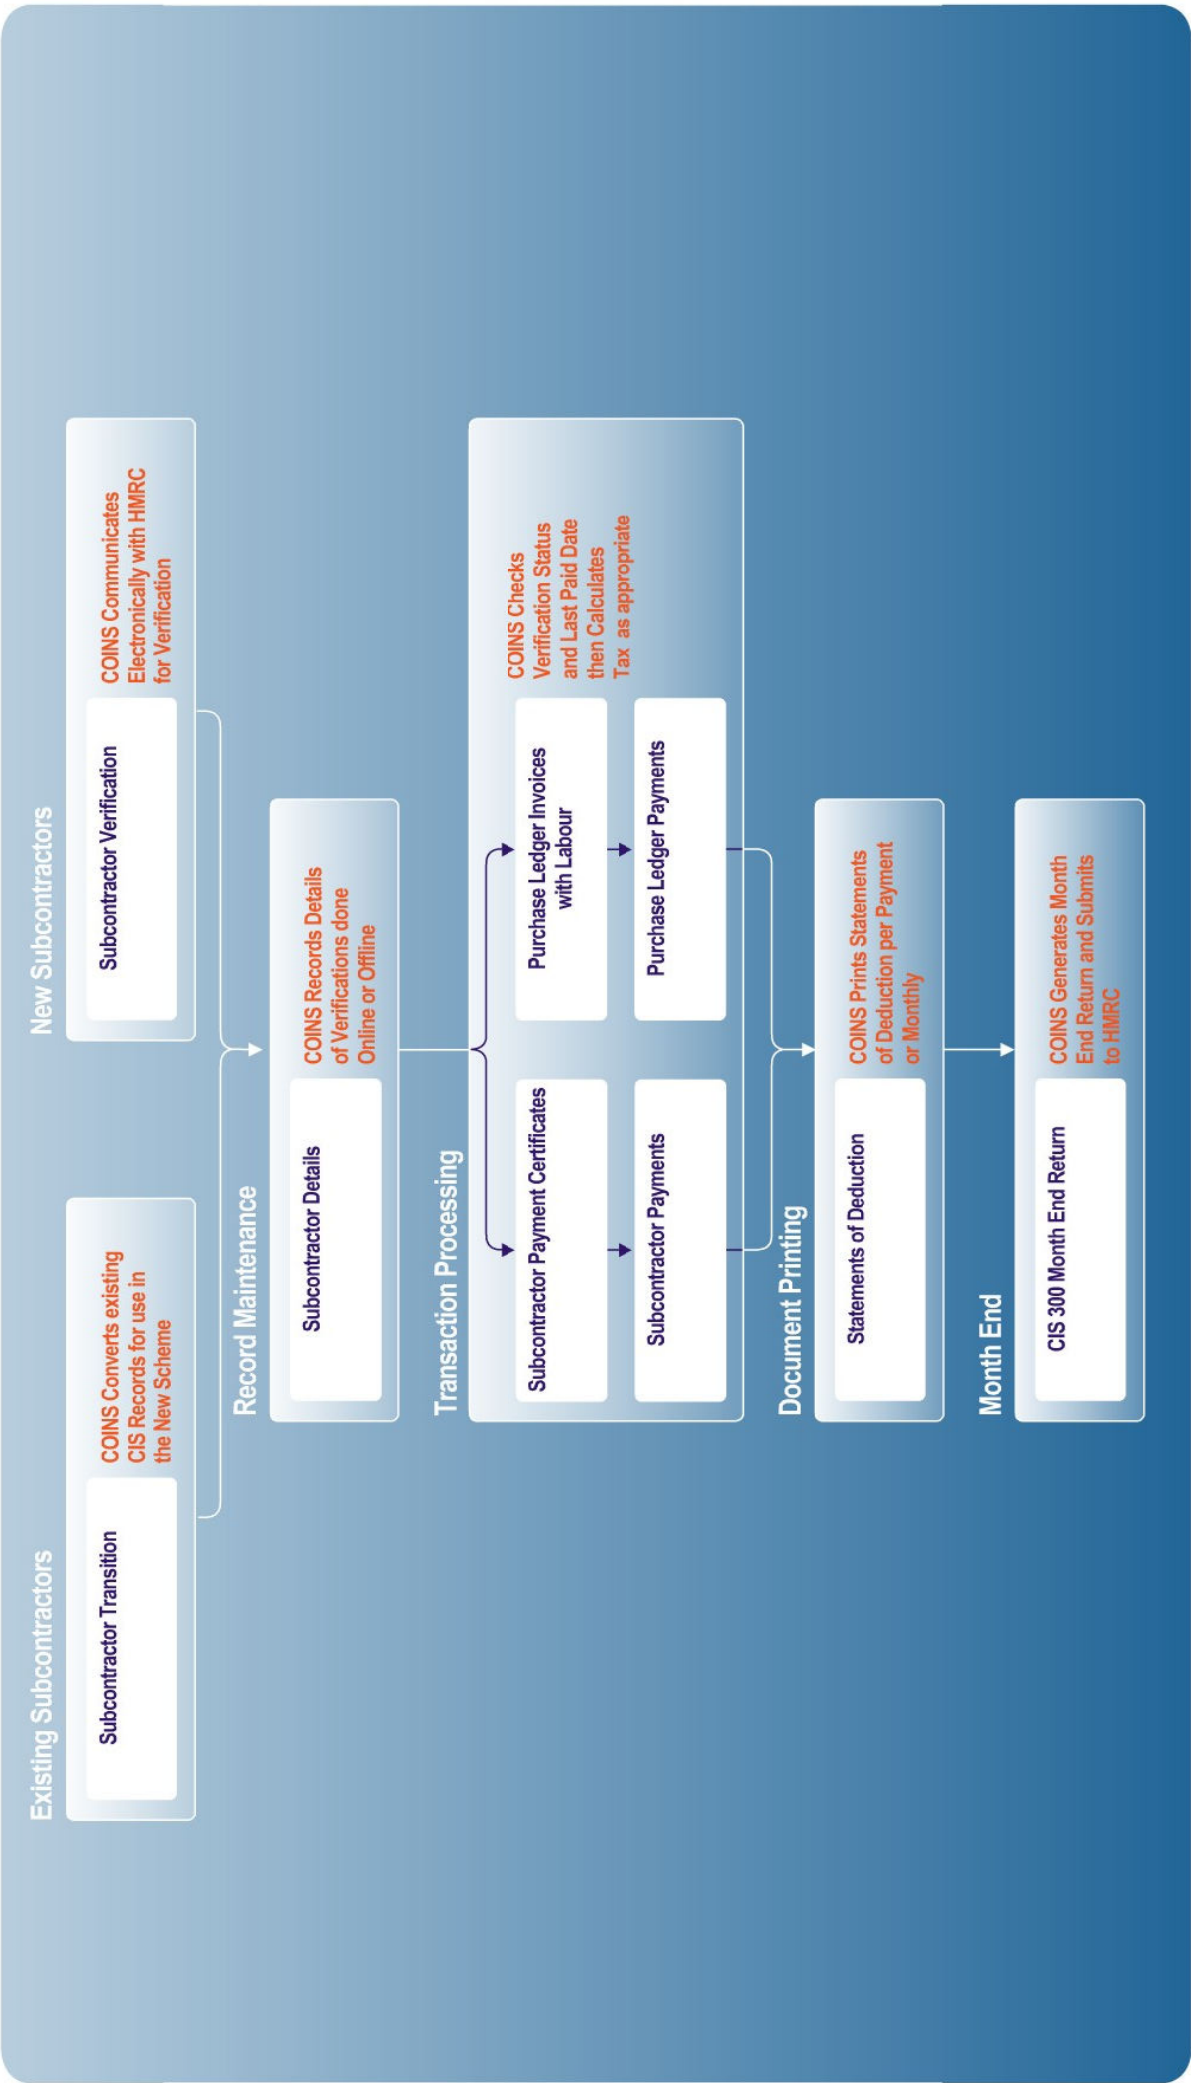 Existing Subcontractors
Subcontractor Transition
COINS Converts existing
CIS Records for use in
the New Scheme
New Subcontractors
Subcontractor Verification
COINS Communicates
Electronically with HMRC
for Verification
Record Maintenance
Subcontractor Details
COINS Records Details
of Verifications done
Online or Offline
Transaction Processing
Subcontractor Payment Certificates
Purchase Ledger Invoices
with Labour
COINS Checks
Verification Status
and Last Paid Date
then Calculates
Tax as appropriate
Subcontractor Payments
Purchase Ledger Payments
Document Printing
Statements of Deduction
COINS Prints Statements
of Deduction per Payment
or Monthly
Month End
CIS 300 Month End Return
COINS Generates Month
End Return and Submits
to HMRC